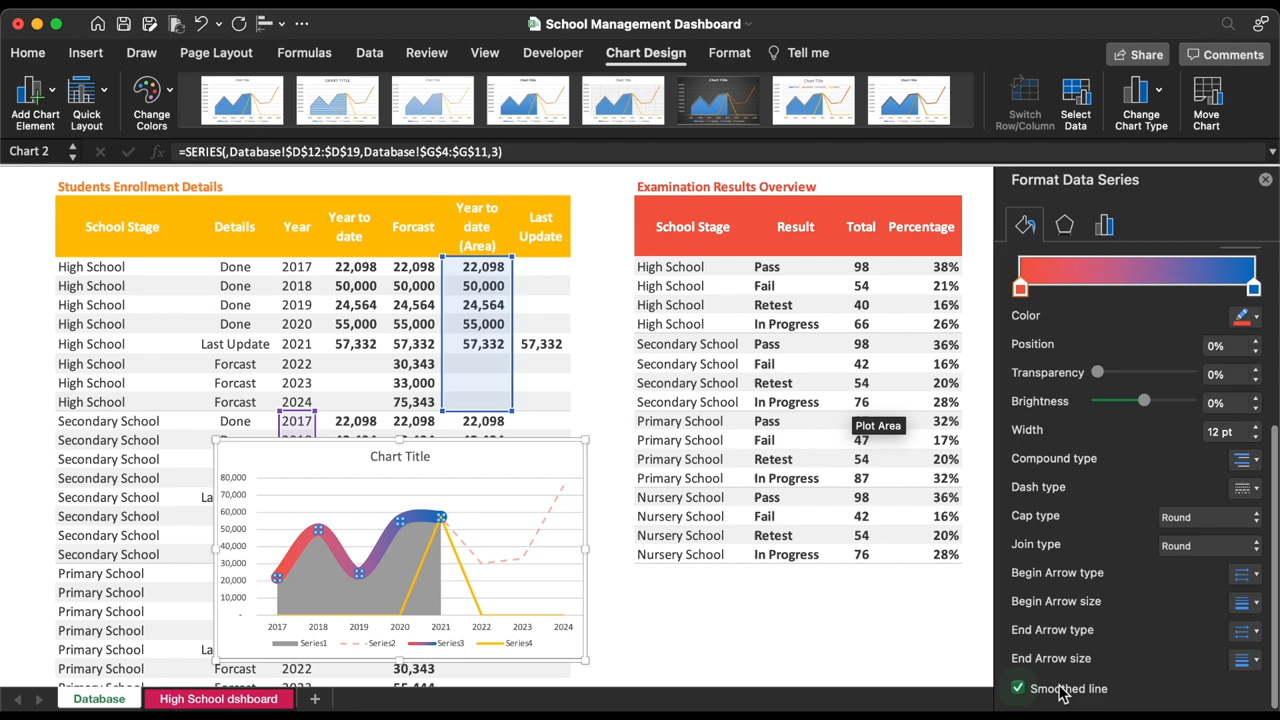 School Management Dashboard
Home Insert Draw Page Layout Formulas Data Review View Developer Chart Design Format Tell me
Share Comments
Add Chart Element
Quick Layout
Change Colors
Switch Row/Column
Select Data
Change Chart Type
Move Chart
Chart 2 fx =SERIES(,Database!$D$12:$D$19,Database!$G$4:$G$11,3)
Students Enrollment Details
School Stage Details Year Year to date Forcast Year to date (Area) Last Update
High School Done 2017 22,098 22,098 22,098
High School Done 2018 50,000 50,000 50,000
High School Done 2019 24,564 24,564 24,564
High School Done 2020 55,000 55,000 55,000
High School Last Update 2021 57,332 57,332 57,332 57,332
High School Forcast 2022 30,343
High School Forcast 2023 33,000
High School Forcast 2024 75,343
Secondary School Done 2017 22,098 22,098 22,098
Secondary School
Secondary School
Secondary School
Secondary School La
Secondary School
Secondary School
Secondary School
Primary School
Primary School
Primary School
Primary School
Primary School La
Primary School Forcast 2022 30,343
Chart Title
80,000
70,000
60,000
50,000
40,000
30,000
20,000
10,000
-
2017 2018 2019 2020 2021 2022 2023 2024
Series1 Series2 Series3 Series4
Examination Results Overview
School Stage Result Total Percentage
High School Pass 98 38%
High School Fail 54 21%
High School Retest 40 16%
High School In Progress 66 26%
Secondary School Pass 98 36%
Secondary School Fail 42 16%
Secondary School Retest 54 20%
Secondary School In Progress 76 28%
Primary School Pass 32%
Plot Area
Primary School Fail 47 17%
Primary School Retest 54 20%
Primary School In Progress 87 32%
Nursery School Pass 98 36%
Nursery School Fail 42 16%
Nursery School Retest 54 20%
Nursery School In Progress 76 28%
Format Data Series
Color
Position 0%
Transparency 0%
Brightness 0%
Width 12 pt
Compound type
Dash type
Cap type Round
Join type Round
Begin Arrow type
Begin Arrow size
End Arrow type
End Arrow size
Smoothed line
Database High School dshboard +